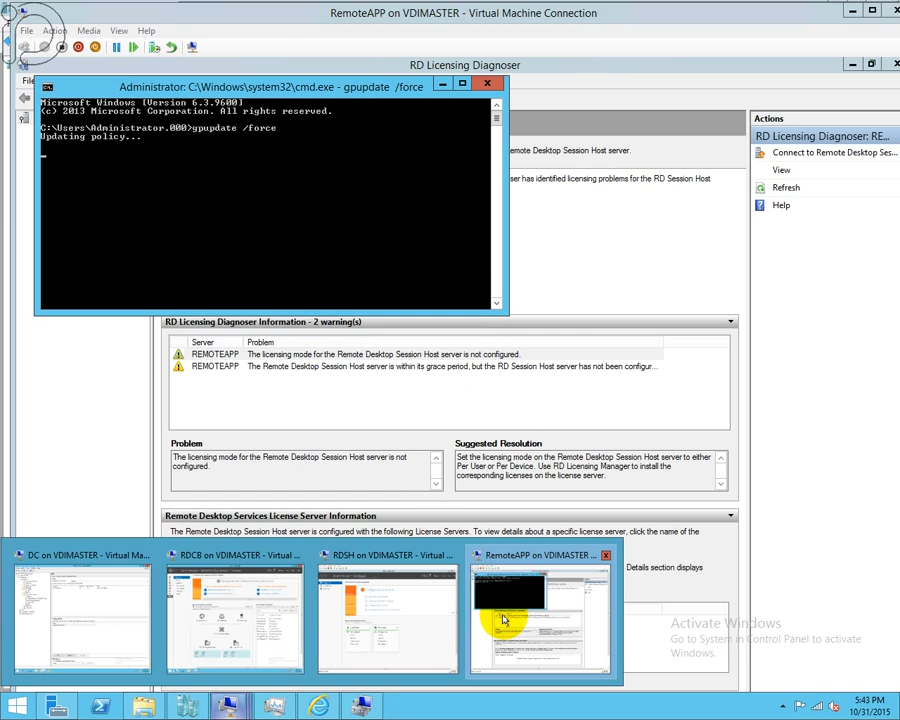 RemoteAPP on VDIMASTER - Virtual Machine Connection
File Action Media View Help
RD Licensing Diagnoser
Administrator: C:\Windows\system32\cmd.exe - gpupdate /force
Microsoft Windows [Version 6.3.9600]
(c) 2013 Microsoft Corporation. All rights reserved.
C:\Users\Administrator.000>gpupdate /force
Updating policy...
emote Desktop Session Host server.
ser has identified licensing problems for the RD Session Host
Actions
RD Licensing Diagnoser: RE...
Connect to Remote Desktop Ses...
View
Refresh
Help
RD Licensing Diagnoser Information - 2 warning(s)
Server Problem
REMOTEAPP The licensing mode for the Remote Desktop Session Host server is not configured.
REMOTEAPP The Remote Desktop Session Host server is within its grace period, but the RD Session Host server has not been configur...
Problem
The licensing mode for the Remote Desktop Session Host server is not
configured.
Suggested Resolution
Set the licensing mode on the Remote Desktop Session Host server to either
Per User or Per Device. Use RD Licensing Manager to install the
corresponding licenses on the license server.
Remote Desktop Services License Server Information
The Remote Desktop Session Host server is configured with the following License Servers. To view details about a specific license server, click the name of the
Details section displays
DC on VDIMASTER - Virtual Ma...
RDCB on VDIMASTER - Virtual ...
RDSH on VDIMASTER - Virtual ...
RemoteAPP on VDIMASTER ...
Activate Windows
Go to System in Control Panel to activate
Windows.
5:43 PM
10/31/2015